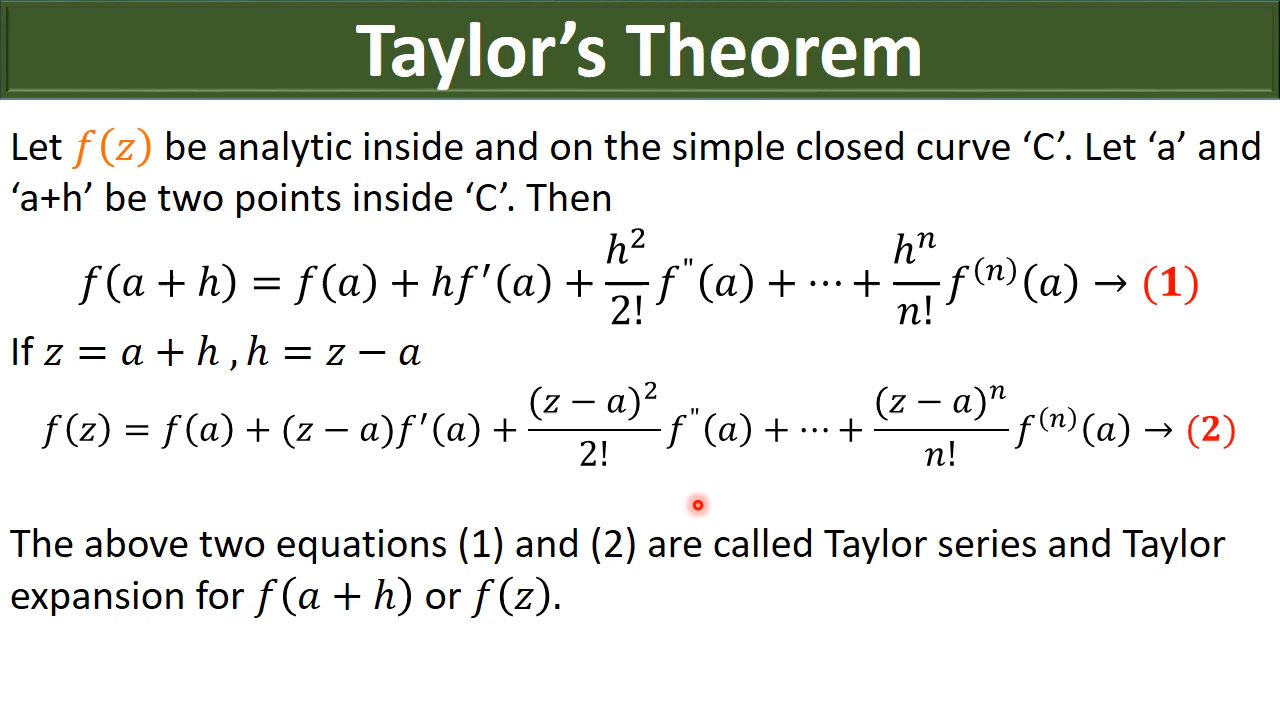 Taylor’s Theorem
Let f(z) be analytic inside and on the simple closed curve ‘C’. Let ‘a’ and
‘a+h’ be two points inside ‘C’. Then
f(a + h) = f(a) + hf′(a) + h²/2! f"(a) + ⋯ + hⁿ/n! f⁽ⁿ⁾(a) → (1)
If z = a + h , h = z − a
f(z) = f(a) + (z − a)f′(a) + (z − a)²/2! f"(a) + ⋯ + (z − a)ⁿ/n! f⁽ⁿ⁾(a) → (2)
The above two equations (1) and (2) are called Taylor series and Taylor
expansion for f(a + h) or f(z).